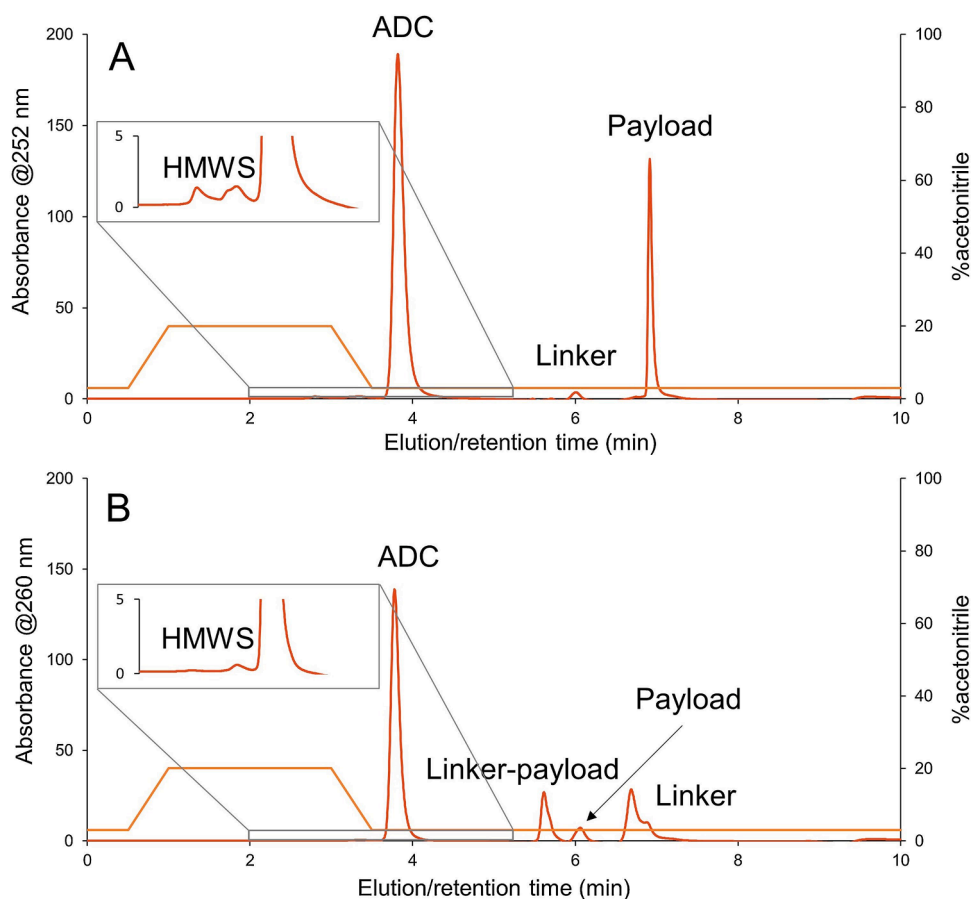 A
ADC
Payload
HMWS
Linker
5
0
200
150
100
50
0
100
80
60
40
20
0
Absorbance @252 nm
%acetonitrile
0 2 4 6 8 10
Elution/retention time (min)
B
ADC
HMWS
Payload
Linker-payload
Linker
5
0
200
150
100
50
0
100
80
60
40
20
0
Absorbance @260 nm
%acetonitrile
0 2 4 6 8 10
Elution/retention time (min)